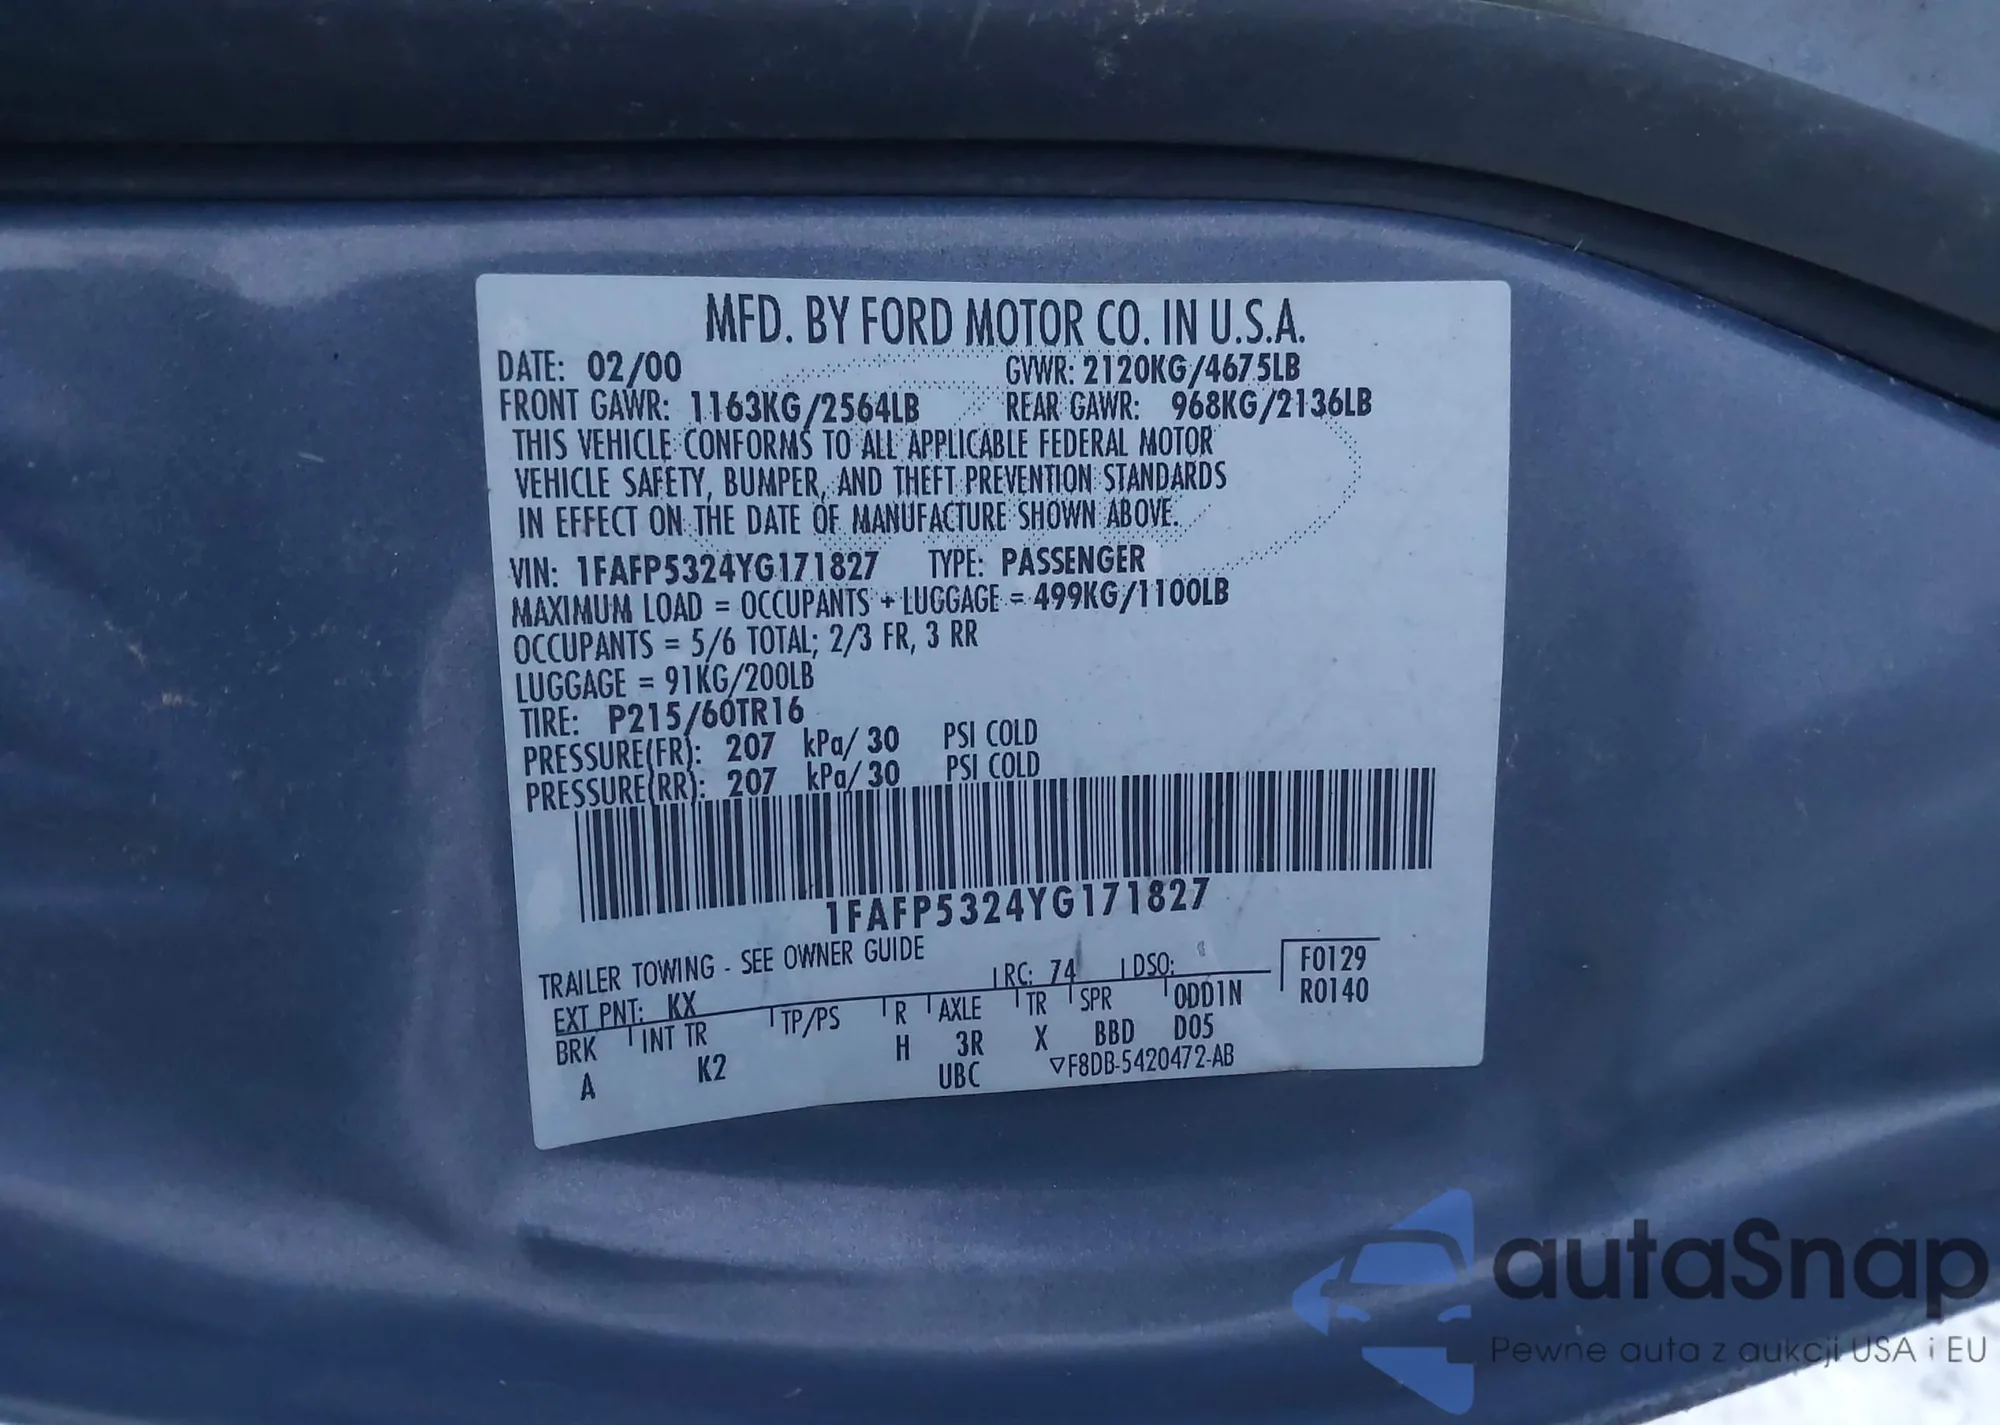 MFD. BY FORD MOTOR CO. IN U.S.A.
DATE: 02/00 GVWR: 2120KG/4675LB
FRONT GAWR: 1163KG/2564LB REAR GAWR: 968KG/2136LB
THIS VEHICLE CONFORMS TO ALL APPLICABLE FEDERAL MOTOR
VEHICLE SAFETY, BUMPER, AND THEFT PREVENTION STANDARDS
IN EFFECT ON THE DATE OF MANUFACTURE SHOWN ABOVE.
VIN: 1FAFP5324YG171827 TYPE: PASSENGER
MAXIMUM LOAD = OCCUPANTS + LUGGAGE = 499KG/1100LB
OCCUPANTS = 5/6 TOTAL; 2/3 FR, 3 RR
LUGGAGE = 91KG/200LB
TIRE: P215/60TR16
PRESSURE(FR): 207 kPa/ 30 PSI COLD
PRESSURE(RR): 207 kPa/ 30 PSI COLD
1FAFP5324YG171827
TRAILER TOWING - SEE OWNER GUIDE
EXT PNT: KX RC: 74 DSO: F0129
R0140
BRK INT TR TP/PS R AXLE TR SPR ODD1N
A K2 H 3R X BBD D05
UBC ▽F8DB-5420472-AB
autaSnap
Pewne auta z aukcji USA i EU